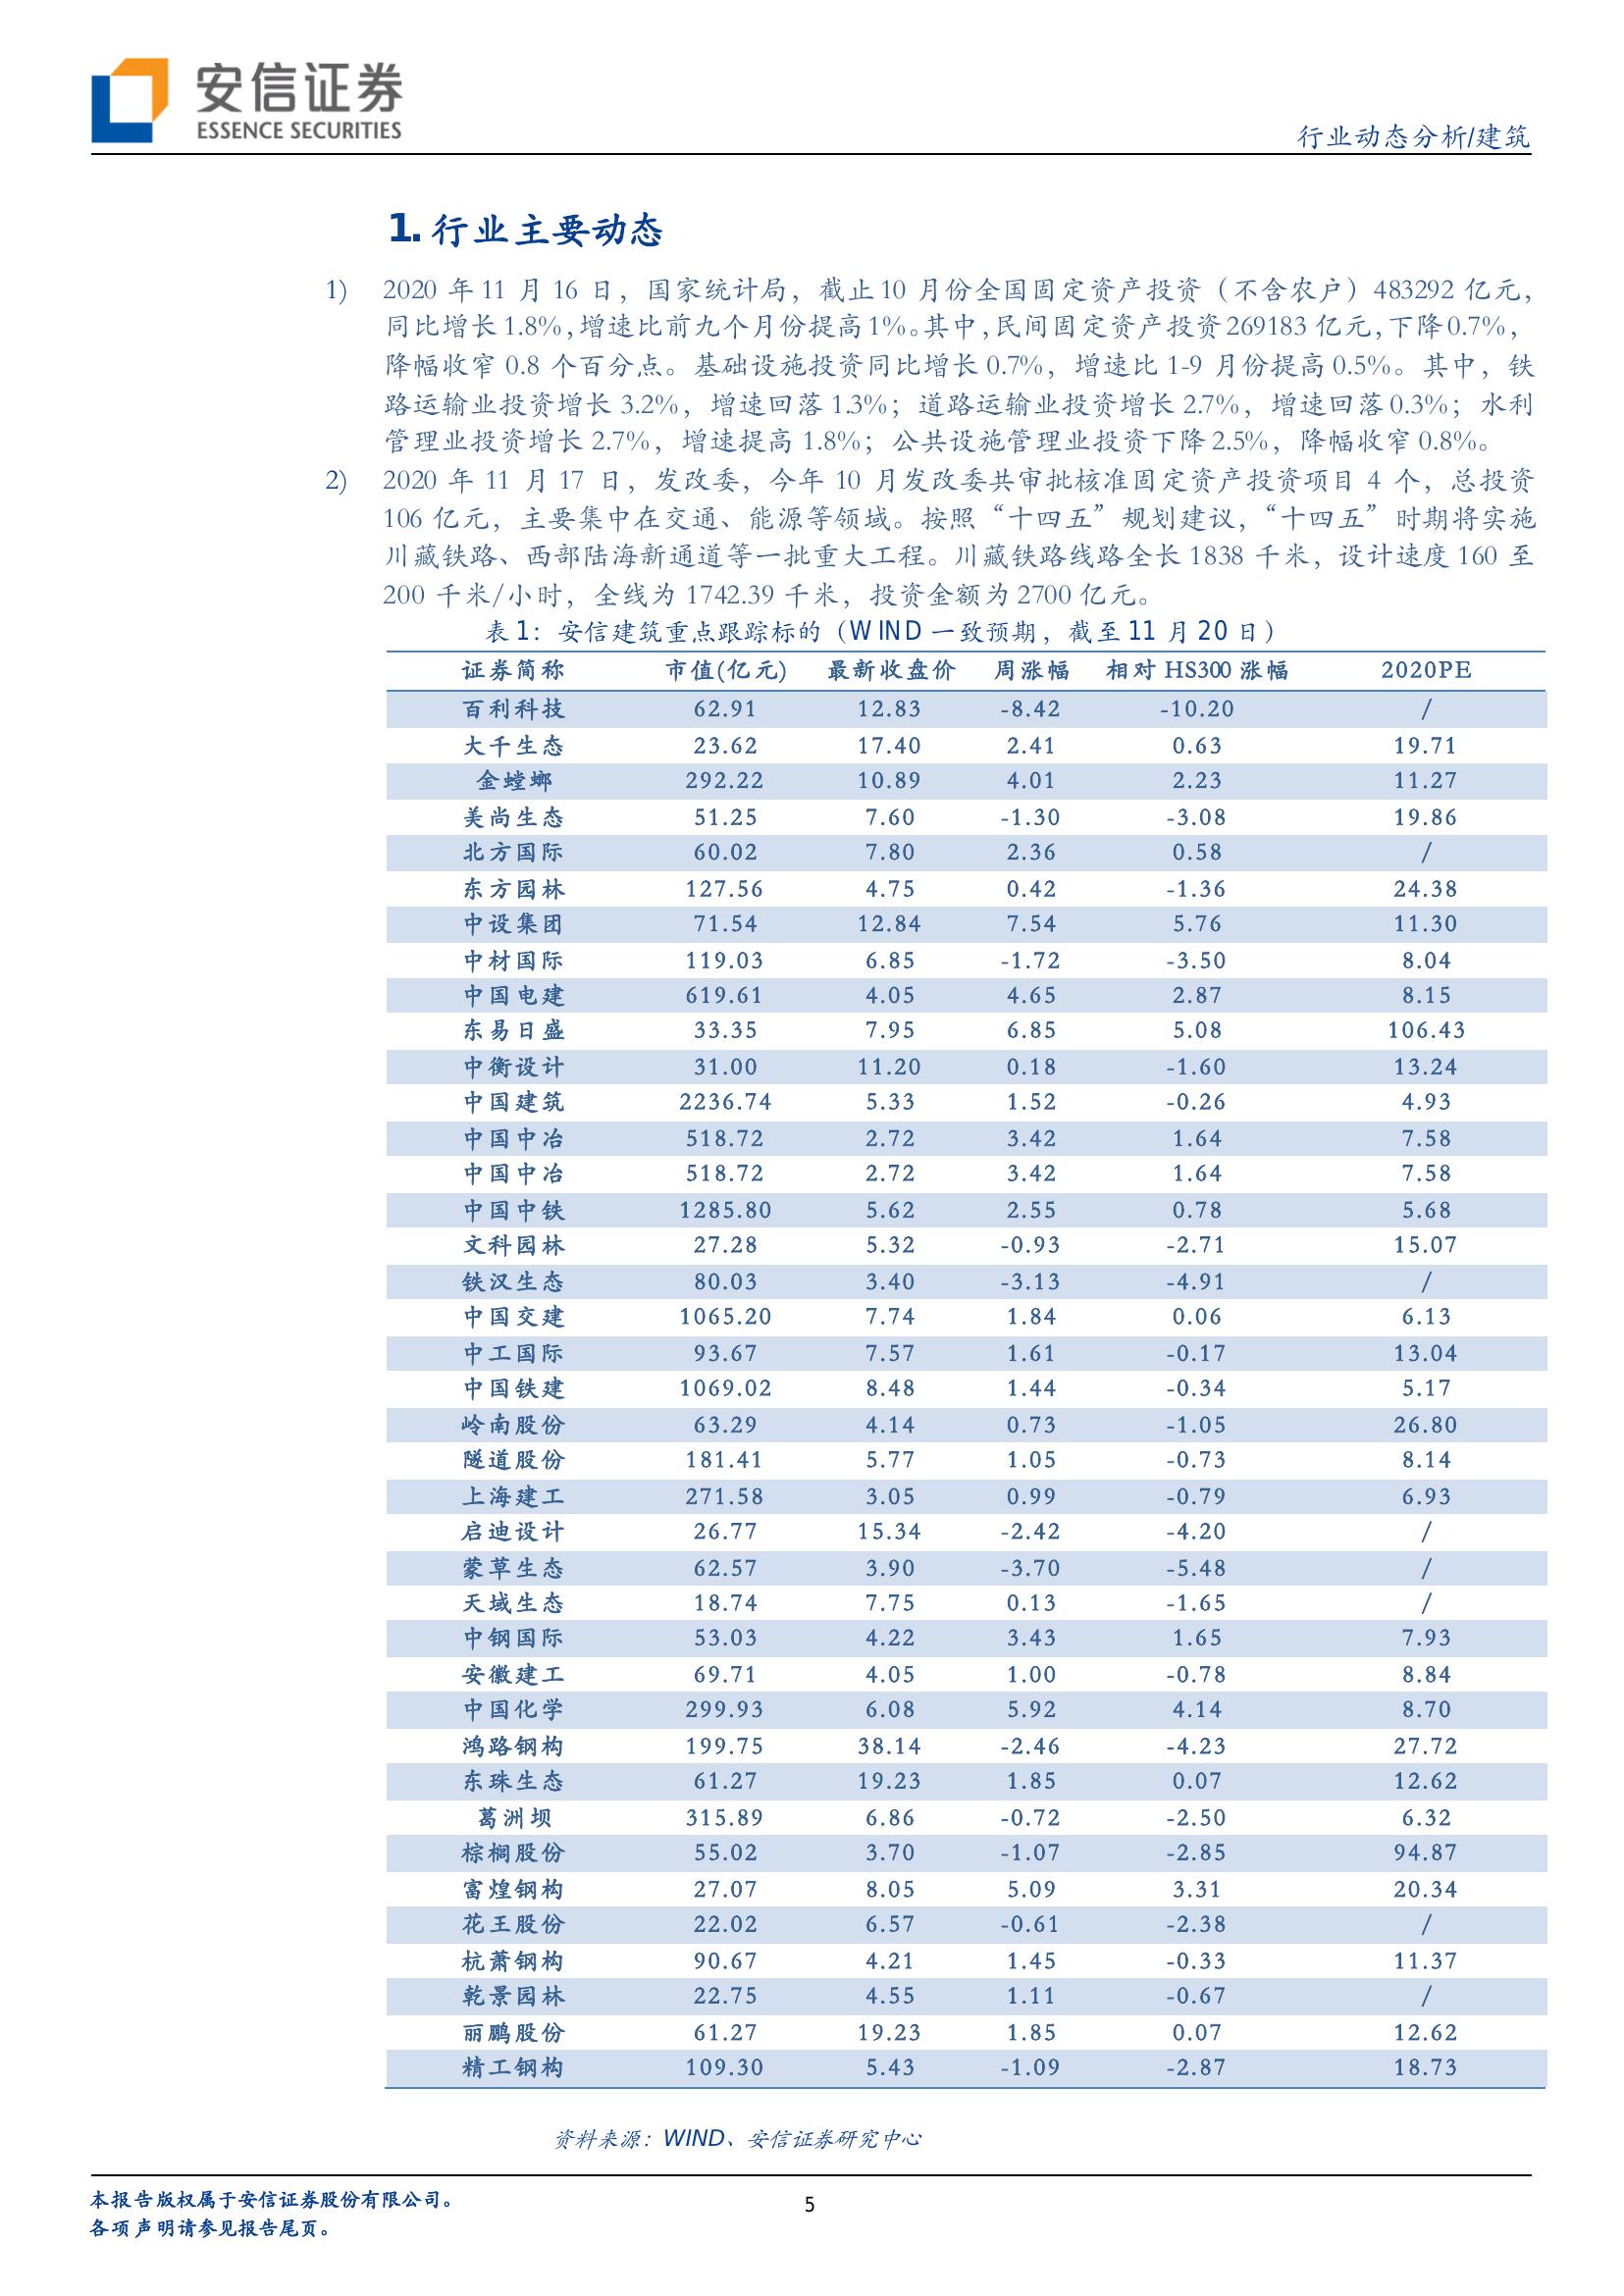 安信证券
ESSENCE SECURITIES
行业动态分析/建筑
1. 行业主要动态
1) 2020 年 11 月 16 日，国家统计局，截止 10 月份全国固定资产投资（不含农户）483292 亿元，
同比增长 1.8%，增速比前九个月份提高 1%。其中，民间固定资产投资 269183 亿元，下降 0.7%，
降幅收窄 0.8 个百分点。基础设施投资同比增长 0.7%，增速比 1-9 月份提高 0.5%。其中，铁
路运输业投资增长 3.2%，增速回落 1.3%；道路运输业投资增长 2.7%，增速回落 0.3%；水利
管理业投资增长 2.7%，增速提高 1.8%；公共设施管理业投资下降 2.5%，降幅收窄 0.8%。
2) 2020 年 11 月 17 日，发改委，今年 10 月发改委共审批核准固定资产投资项目 4 个，总投资
106 亿元，主要集中在交通、能源等领域。按照“十四五”规划建议，“十四五”时期将实施
川藏铁路、西部陆海新通道等一批重大工程。川藏铁路线路全长 1838 千米，设计速度 160 至
200 千米/小时，全线为 1742.39 千米，投资金额为 2700 亿元。
表 1：安信建筑重点跟踪标的（WIND 一致预期，截至 11 月 20 日）
证券简称 市值(亿元) 最新收盘价 周涨幅 相对 HS300 涨幅 2020PE
百利科技 62.91 12.83 -8.42 -10.20 /
大千生态 23.62 17.40 2.41 0.63 19.71
金螳螂 292.22 10.89 4.01 2.23 11.27
美尚生态 51.25 7.60 -1.30 -3.08 19.86
北方国际 60.02 7.80 2.36 0.58 /
东方园林 127.56 4.75 0.42 -1.36 24.38
中设集团 71.54 12.84 7.54 5.76 11.30
中材国际 119.03 6.85 -1.72 -3.50 8.04
中国电建 619.61 4.05 4.65 2.87 8.15
东易日盛 33.35 7.95 6.85 5.08 106.43
中衡设计 31.00 11.20 0.18 -1.60 13.24
中国建筑 2236.74 5.33 1.52 -0.26 4.93
中国中冶 518.72 2.72 3.42 1.64 7.58
中国中冶 518.72 2.72 3.42 1.64 7.58
中国中铁 1285.80 5.62 2.55 0.78 5.68
文科园林 27.28 5.32 -0.93 -2.71 15.07
铁汉生态 80.03 3.40 -3.13 -4.91 /
中国交建 1065.20 7.74 1.84 0.06 6.13
中工国际 93.67 7.57 1.61 -0.17 13.04
中国铁建 1069.02 8.48 1.44 -0.34 5.17
岭南股份 63.29 4.14 0.73 -1.05 26.80
隧道股份 181.41 5.77 1.05 -0.73 8.14
上海建工 271.58 3.05 0.99 -0.79 6.93
启迪设计 26.77 15.34 -2.42 -4.20 /
蒙草生态 62.57 3.90 -3.70 -5.48 /
天域生态 18.74 7.75 0.13 -1.65 /
中钢国际 53.03 4.22 3.43 1.65 7.93
安徽建工 69.71 4.05 1.00 -0.78 8.84
中国化学 299.93 6.08 5.92 4.14 8.70
鸿路钢构 199.75 38.14 -2.46 -4.23 27.72
东珠生态 61.27 19.23 1.85 0.07 12.62
葛洲坝 315.89 6.86 -0.72 -2.50 6.32
棕榈股份 55.02 3.70 -1.07 -2.85 94.87
富煌钢构 27.07 8.05 5.09 3.31 20.34
花王股份 22.02 6.57 -0.61 -2.38 /
杭萧钢构 90.67 4.21 1.45 -0.33 11.37
乾景园林 22.75 4.55 1.11 -0.67 /
丽鹏股份 61.27 19.23 1.85 0.07 12.62
精工钢构 109.30 5.43 -1.09 -2.87 18.73
资料来源：WIND、安信证券研究中心
本报告版权属于安信证券股份有限公司。
各项声明请参见报告尾页。
5